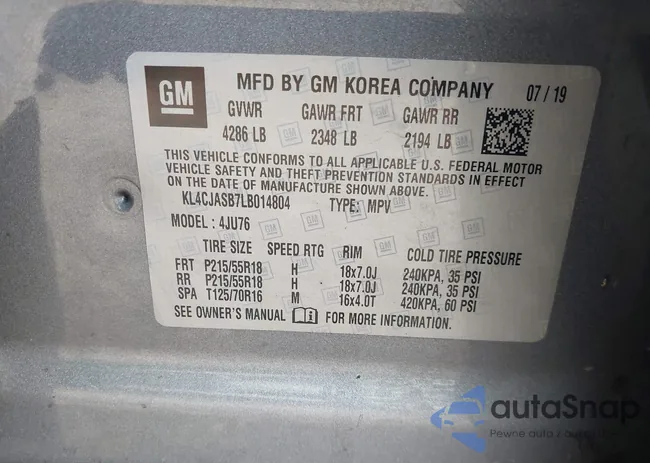 GM MFD BY GM KOREA COMPANY 07/19
GVWR GAWR FRT GAWR RR
4286 LB 2348 LB 2194 LB
THIS VEHICLE CONFORMS TO ALL APPLICABLE U.S. FEDERAL MOTOR
VEHICLE SAFETY AND THEFT PREVENTION STANDARDS IN EFFECT
ON THE DATE OF MANUFACTURE SHOWN ABOVE.
KL4CJASB7LB014804 TYPE: MPV
MODEL: 4JU76
TIRE SIZE SPEED RTG RIM COLD TIRE PRESSURE
FRT P215/55R18 H 18x7.0J 240KPA, 35 PSI
RR P215/55R18 H 18x7.0J 240KPA, 35 PSI
SPA T125/70R16 M 16x4.0T 420KPA, 60 PSI
SEE OWNER'S MANUAL FOR MORE INFORMATION.
autoSnap
Pewne auta z